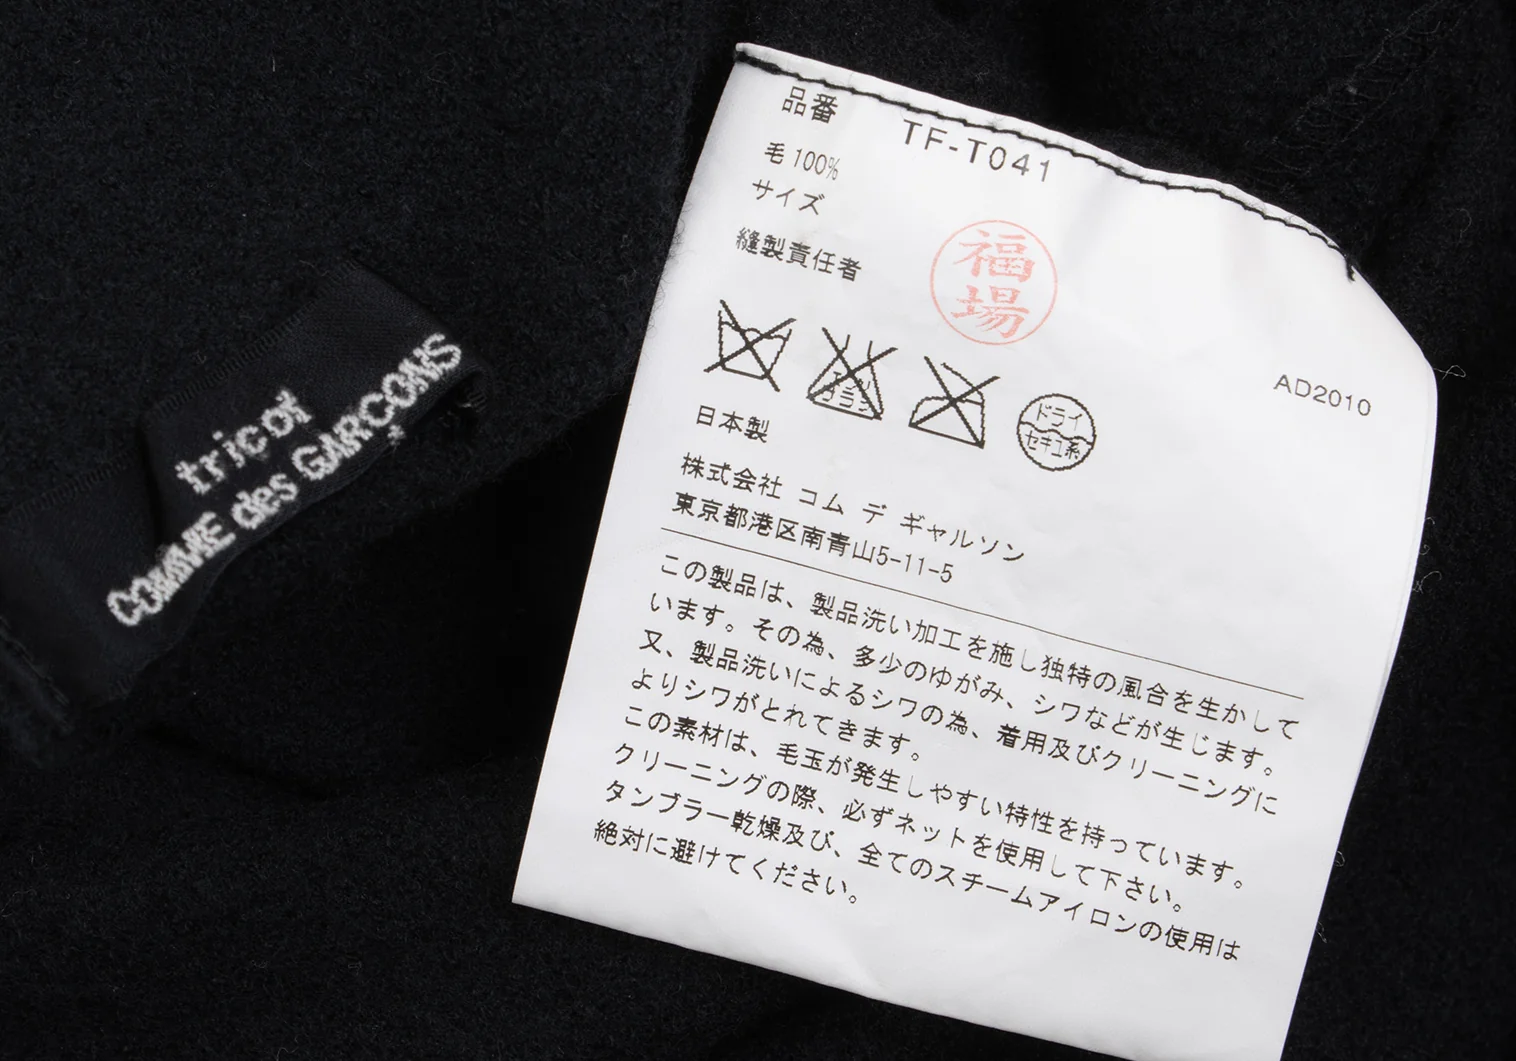 tricot
COMME des GARÇONS
品番 TF-T041
毛 100%
サイズ
縫製責任者
福場
エンソ
サラシ
ドライ
セキユ系
AD2010
日本製
株式会社 コム デ ギャルソン
東京都港区南青山5-11-5
この製品は、製品洗い加工を施し独特の風合を生かして
います。その為、多少のゆがみ、シワなどが生じます。
又、製品洗いによるシワの為、着用及びクリーニングに
よりシワがとれてきます。
この素材は、毛玉が発生しやすい特性を持っています。
クリーニングの際、必ずネットを使用して下さい。
タンブラー乾燥及び、全てのスチームアイロンの使用は
絶対に避けてください。